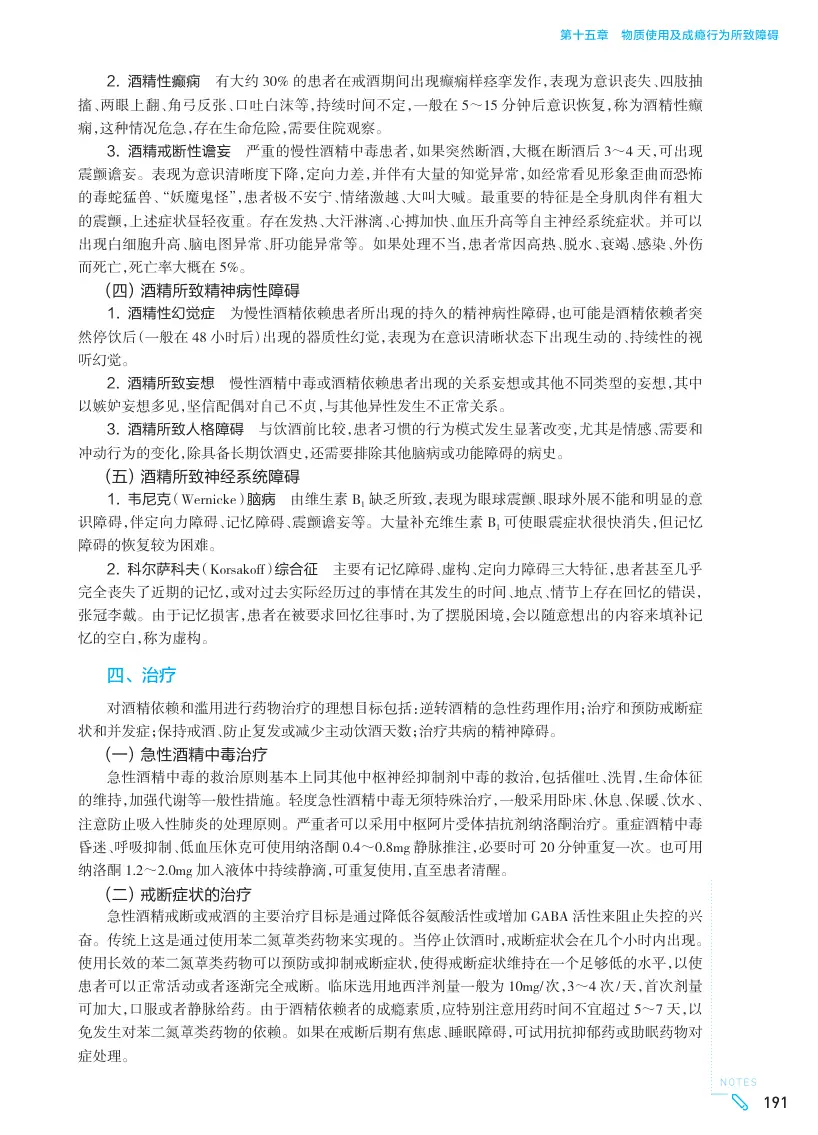 第十五章　物质使用及成瘾行为所致障碍
2. 酒精性癫痫　有大约 30% 的患者在戒酒期间出现癫痫样痉挛发作,表现为意识丧失、四肢抽
搐、两眼上翻、角弓反张、口吐白沫等,持续时间不定,一般在 5～15 分钟后意识恢复,称为酒精性癫
痫,这种情况危急,存在生命危险,需要住院观察。
3. 酒精戒断性谵妄　严重的慢性酒精中毒患者,如果突然断酒,大概在断酒后 3～4 天,可出现
震颤谵妄。表现为意识清晰度下降,定向力差,并伴有大量的知觉异常,如经常看见形象歪曲而恐怖
的毒蛇猛兽、“妖魔鬼怪”,患者极不安宁、情绪激越、大叫大喊。最重要的特征是全身肌肉伴有粗大
的震颤,上述症状昼轻夜重。存在发热、大汗淋漓、心搏加快、血压升高等自主神经系统症状。并可以
出现白细胞升高、脑电图异常、肝功能异常等。如果处理不当,患者常因高热、脱水、衰竭、感染、外伤
而死亡,死亡率大概在 5%。
（四）酒精所致精神病性障碍
1. 酒精性幻觉症　为慢性酒精依赖患者所出现的持久的精神病性障碍,也可能是酒精依赖者突
然停饮后(一般在 48 小时后)出现的器质性幻觉,表现为在意识清晰状态下出现生动的、持续性的视
听幻觉。
2. 酒精所致妄想　慢性酒精中毒或酒精依赖患者出现的关系妄想或其他不同类型的妄想,其中
以嫉妒妄想多见,坚信配偶对自己不贞,与其他异性发生不正常关系。
3. 酒精所致人格障碍　与饮酒前比较,患者习惯的行为模式发生显著改变,尤其是情感、需要和
冲动行为的变化,除具备长期饮酒史,还需要排除其他脑病或功能障碍的病史。
（五）酒精所致神经系统障碍
1. 韦尼克(Wernicke)脑病　由维生素 B₁ 缺乏所致,表现为眼球震颤、眼球外展不能和明显的意
识障碍,伴定向力障碍、记忆障碍、震颤谵妄等。大量补充维生素 B₁ 可使眼震症状很快消失,但记忆
障碍的恢复较为困难。
2. 科尔萨科夫(Korsakoff)综合征　主要有记忆障碍、虚构、定向力障碍三大特征,患者甚至几乎
完全丧失了近期的记忆,或对过去实际经历过的事情在其发生的时间、地点、情节上存在回忆的错误,
张冠李戴。由于记忆损害,患者在被要求回忆往事时,为了摆脱困境,会以随意想出的内容来填补记
忆的空白,称为虚构。
四、治疗
对酒精依赖和滥用进行药物治疗的理想目标包括:逆转酒精的急性药理作用;治疗和预防戒断症
状和并发症;保持戒酒、防止复发或减少主动饮酒天数;治疗共病的精神障碍。
（一）急性酒精中毒治疗
急性酒精中毒的救治原则基本上同其他中枢神经抑制剂中毒的救治,包括催吐、洗胃,生命体征
的维持,加强代谢等一般性措施。轻度急性酒精中毒无须特殊治疗,一般采用卧床、休息、保暖、饮水、
注意防止吸入性肺炎的处理原则。严重者可以采用中枢阿片受体拮抗剂纳洛酮治疗。重症酒精中毒
昏迷、呼吸抑制、低血压休克可使用纳洛酮 0.4～0.8mg 静脉推注,必要时可 20 分钟重复一次。也可用
纳洛酮 1.2～2.0mg 加入液体中持续静滴,可重复使用,直至患者清醒。
（二）戒断症状的治疗
急性酒精戒断或戒酒的主要治疗目标是通过降低谷氨酸活性或增加 GABA 活性来阻止失控的兴
奋。传统上这是通过使用苯二氮䓬类药物来实现的。当停止饮酒时,戒断症状会在几个小时内出现。
使用长效的苯二氮䓬类药物可以预防或抑制戒断症状,使得戒断症状维持在一个足够低的水平,以使
患者可以正常活动或者逐渐完全戒断。临床选用地西泮剂量一般为 10mg/次,3～4 次/天,首次剂量
可加大,口服或者静脉给药。由于酒精依赖者的成瘾素质,应特别注意用药时间不宜超过 5～7 天,以
免发生对苯二氮䓬类药物的依赖。如果在戒断后期有焦虑、睡眠障碍,可试用抗抑郁药或助眠药物对
症处理。
NOTES
191